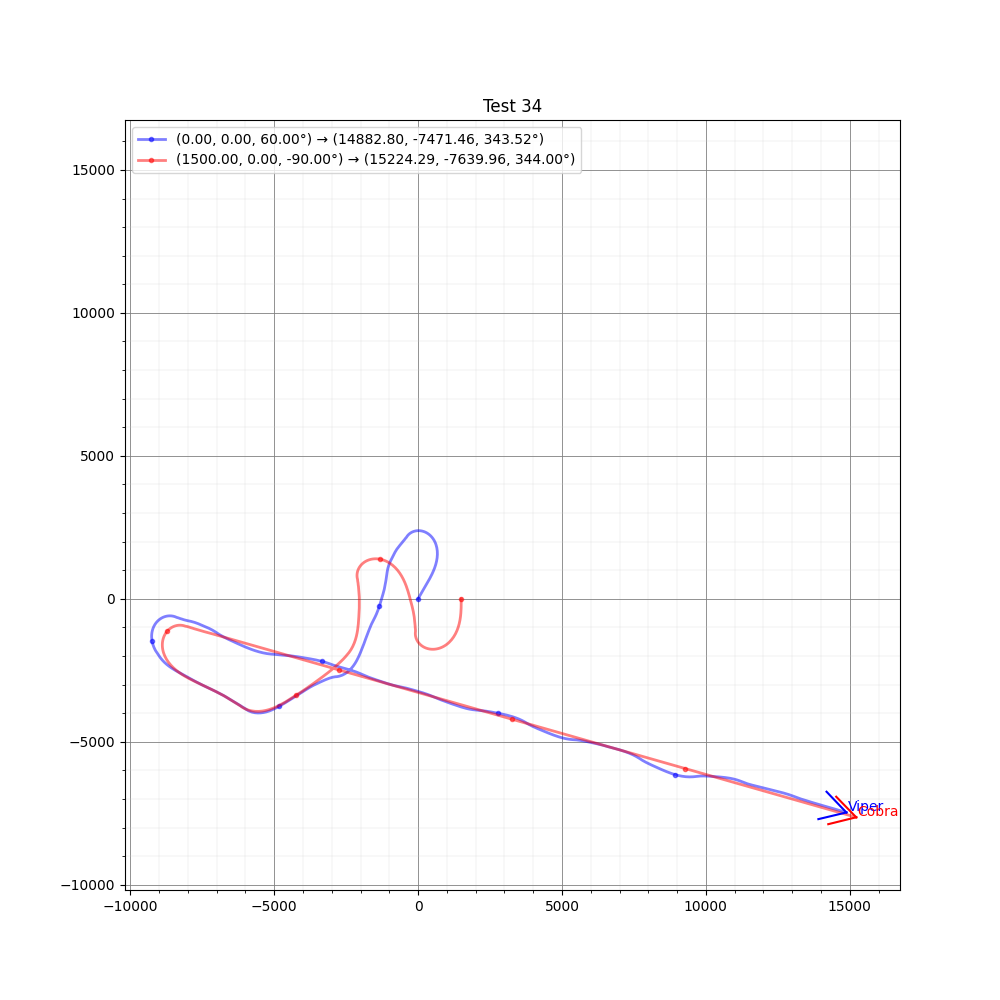 Test 34
(0.00, 0.00, 60.00°) → (14882.80, -7471.46, 343.52°)
(1500.00, 0.00, -90.00°) → (15224.29, -7639.96, 344.00°)
15000
10000
5000
0
−5000
−10000
Viper
Cobra
−10000 −5000 0 5000 10000 15000